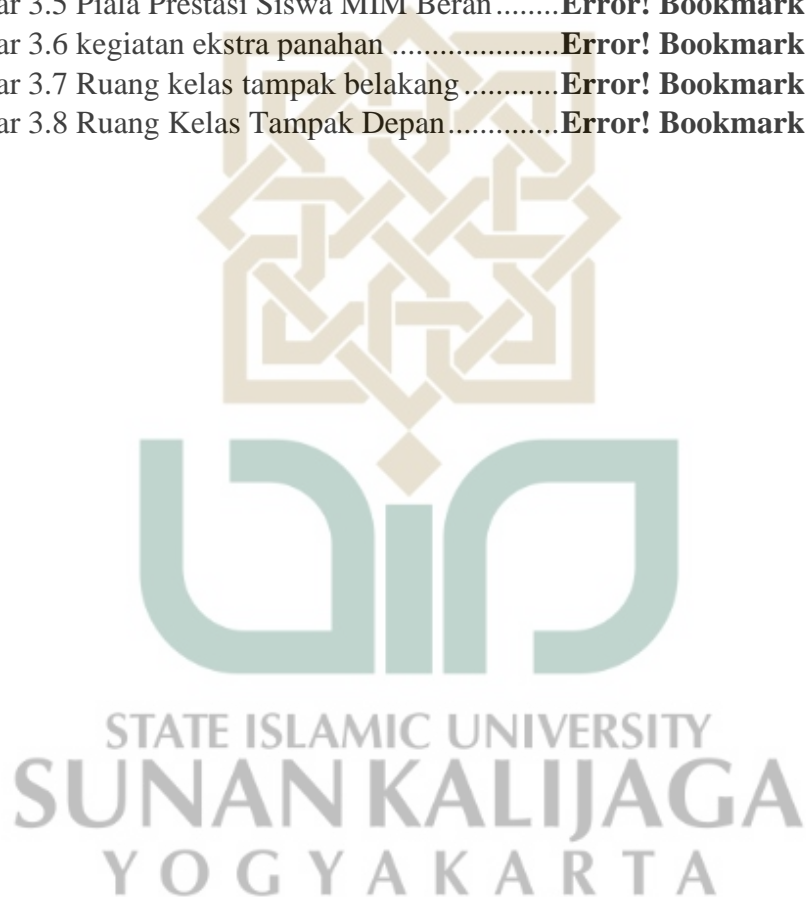 ar 3.5 Piala Prestasi Siswa MIM Beran........Error! Bookmark
ar 3.6 kegiatan ekstra panahan ....................Error! Bookmark
ar 3.7 Ruang kelas tampak belakang...........Error! Bookmark
ar 3.8 Ruang Kelas Tampak Depan.............Error! Bookmark
uin
STATE ISLAMIC UNIVERSITY
SUNAN KALIJAGA
YOGYAKARTA